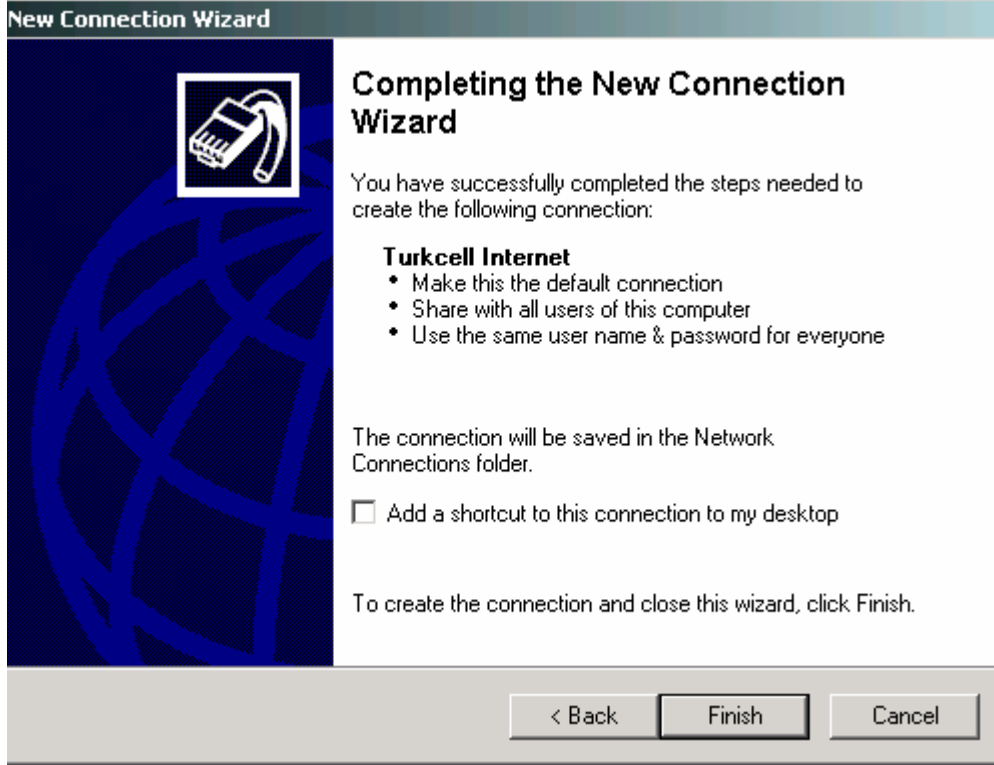 New Connection Wizard
Completing the New Connection
Wizard
You have successfully completed the steps needed to
create the following connection:
Turkcell Internet
• Make this the default connection
• Share with all users of this computer
• Use the same user name & password for everyone
The connection will be saved in the Network
Connections folder.
Add a shortcut to this connection to my desktop
To create the connection and close this wizard, click Finish.
< Back Finish Cancel